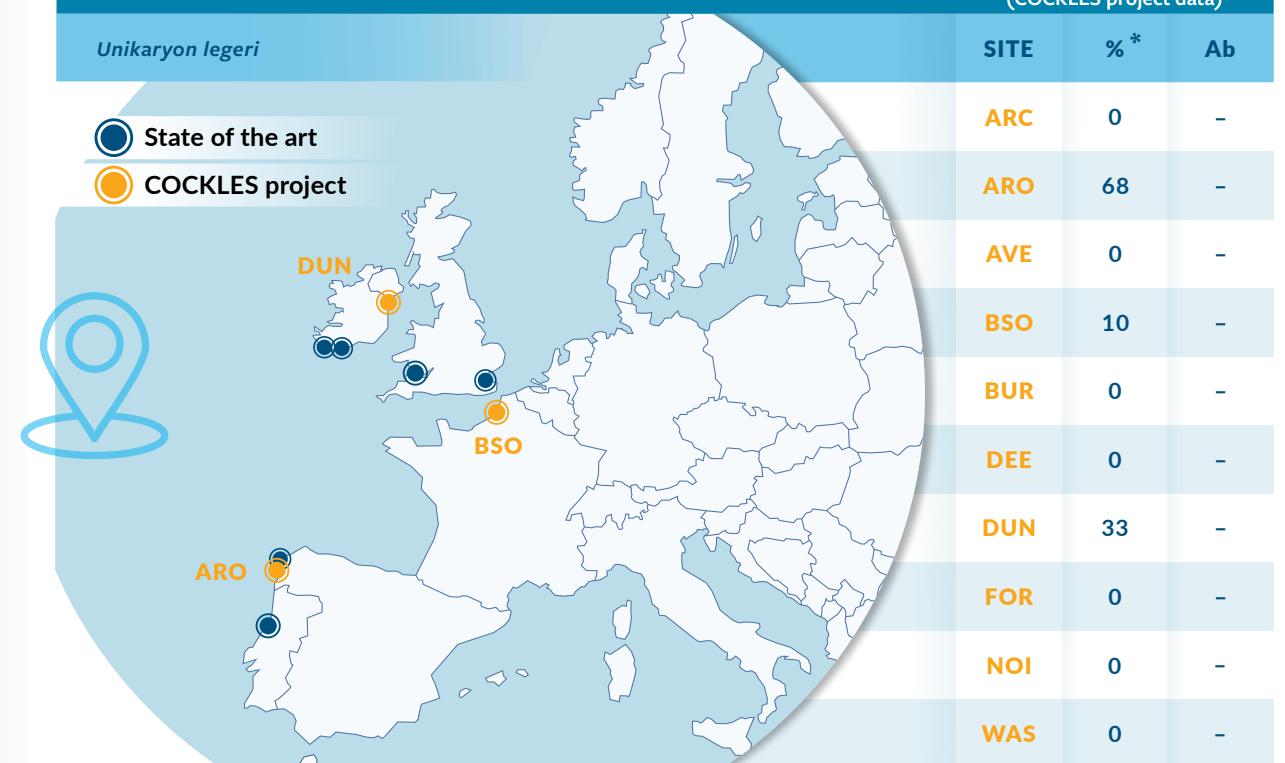 (COCKLES project data)
Unikaryon legeri
SITE % * Ab
State of the art
COCKLES project
DUN
BSO
ARO
ARC 0 –
ARO 68 –
AVE 0 –
BSO 10 –
BUR 0 –
DEE 0 –
DUN 33 –
FOR 0 –
NOI 0 –
WAS 0 –